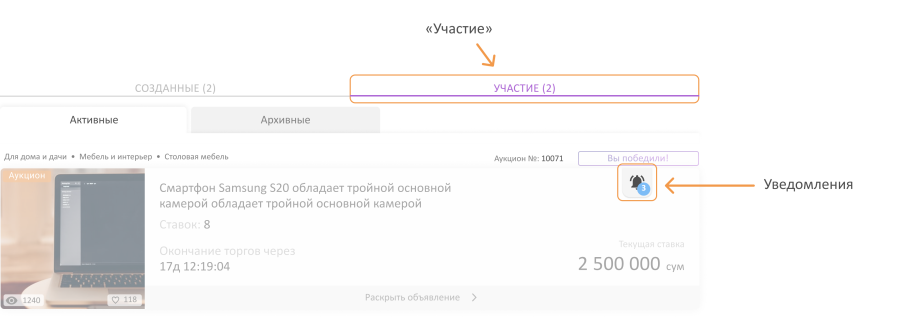 «Участие»
СОЗДАННЫЕ (2)
УЧАСТИЕ (2)
Активные
Архивные
Для дома и дачи • Мебель и интерьер • Столовая мебель
Аукцион №: 10071
Вы победили!
Аукцион
3
Уведомления
Смартфон Samsung S20 обладает тройной основной
камерой обладает тройной основной камерой
Ставок: 8
Окончание торгов через
17д 12:19:04
Текущая ставка
2 500 000 сум
1240
118
Раскрыть объявление